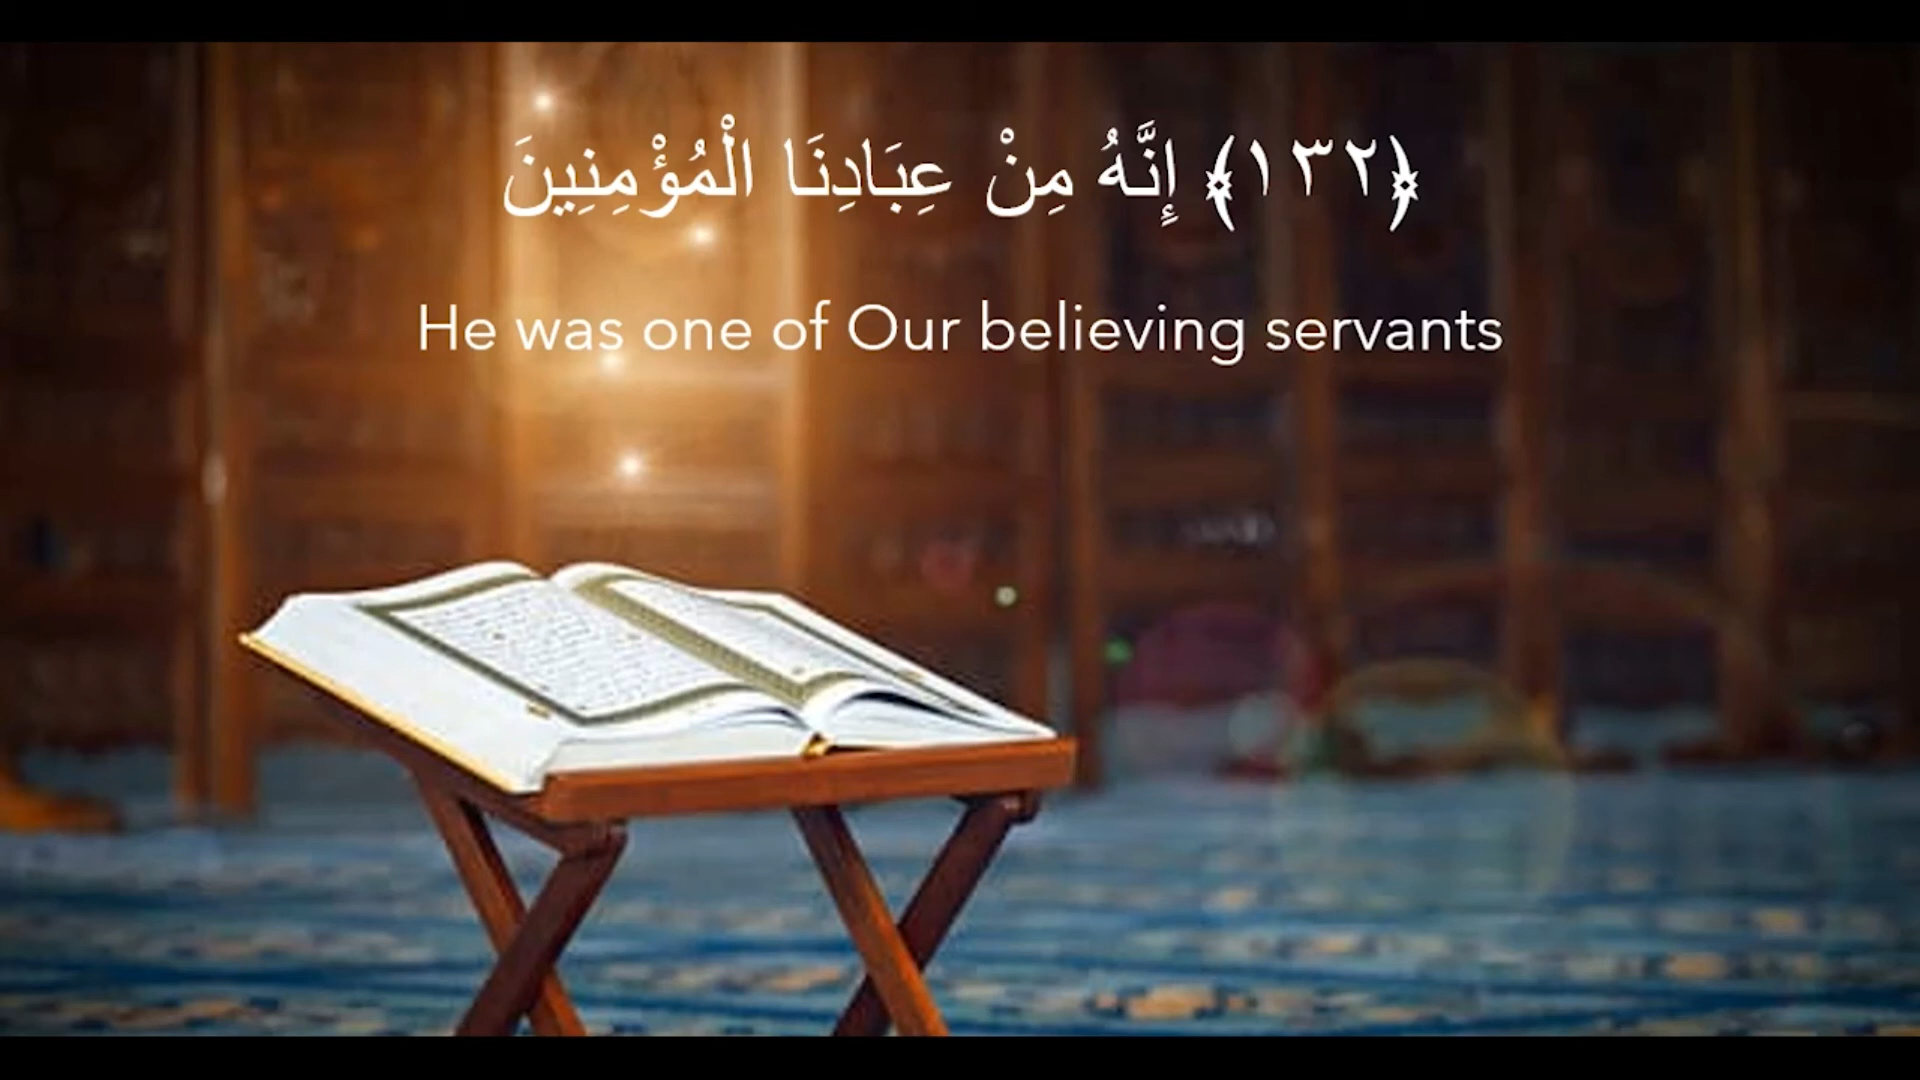 ﴿١٣٢﴾ إِنَّهُ مِنْ عِبَادِنَا الْمُؤْمِنِينَ
He was one of Our believing servants